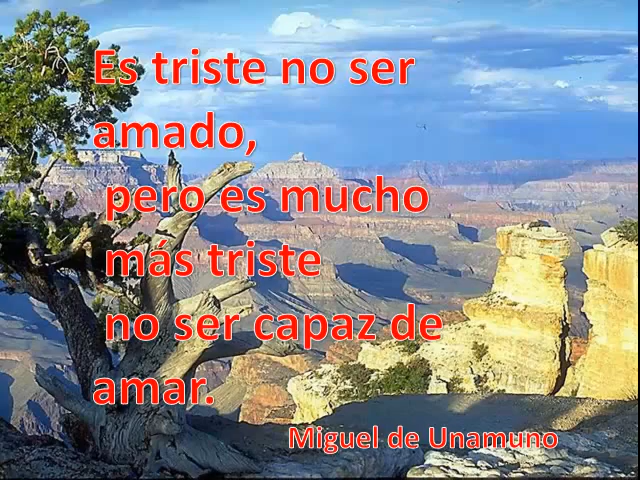 Es triste no ser
amado,
pero es mucho
más triste
no ser capaz de
amar.
Miguel de Unamuno